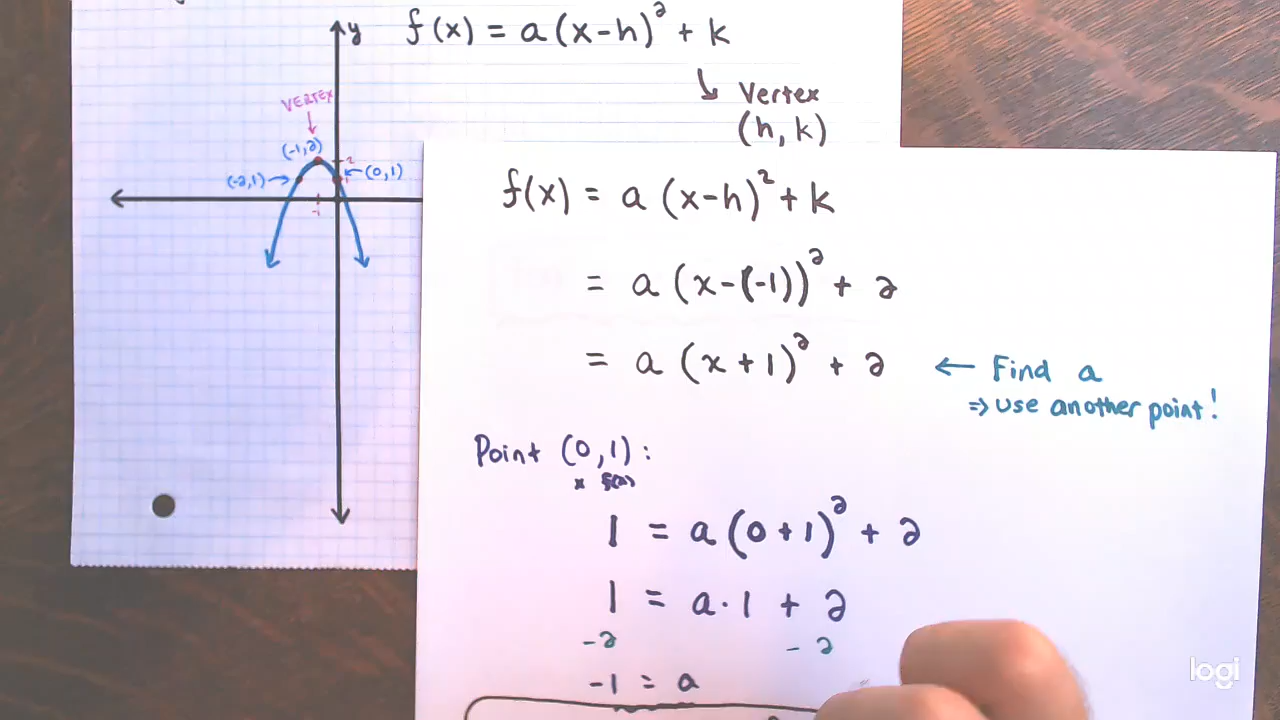 y
f(x) = a(x-h)² + k
Vertex
(h, k)
VERTEX
(-1,2)
2
(-2,1)
(0,1)
-1
f(x) = a(x-h)² + k
= a(x-(-1))² + 2
= a(x+1)² + 2
← Find a
⇒ use another point!
Point (0,1):
x f(x)
1 = a(0+1)² + 2
1 = a·1 + 2
-2 -2
-1 = a
logi